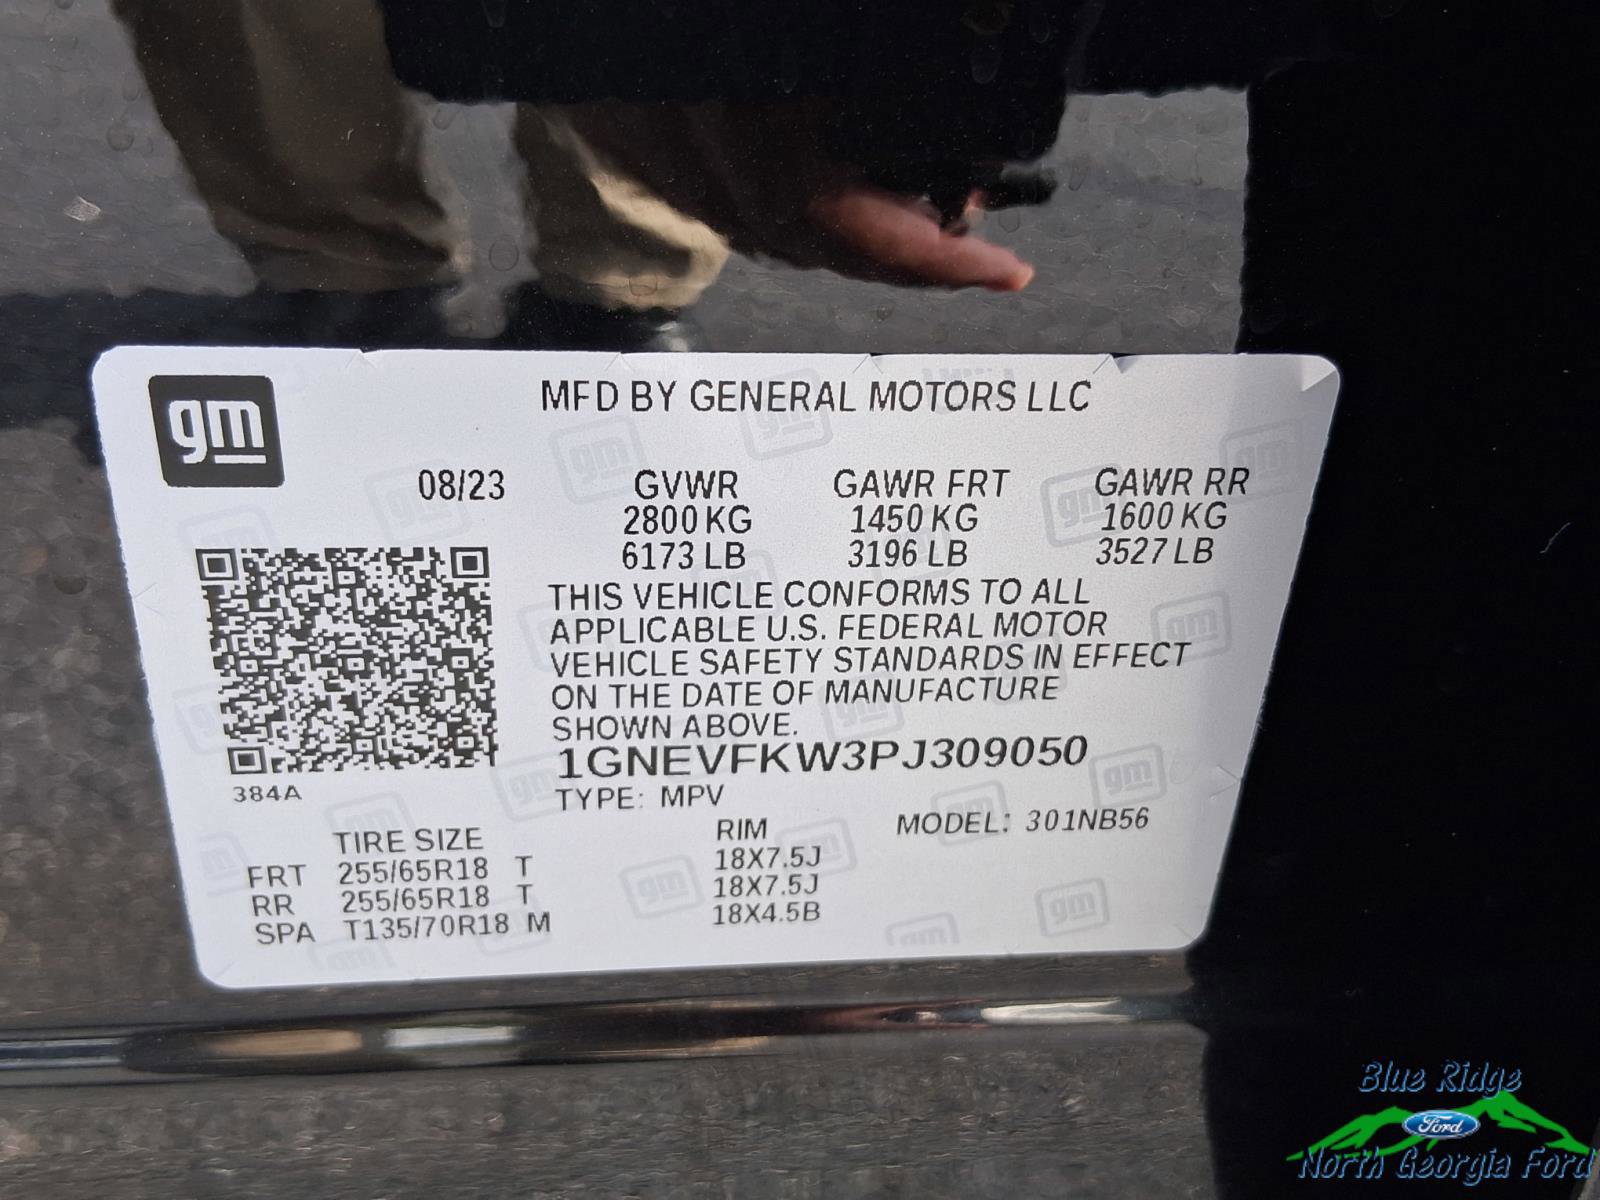 gm
MFD BY GENERAL MOTORS LLC
08/23 GVWR GAWR FRT GAWR RR
2800 KG 1450 KG 1600 KG
6173 LB 3196 LB 3527 LB
THIS VEHICLE CONFORMS TO ALL
APPLICABLE U.S. FEDERAL MOTOR
VEHICLE SAFETY STANDARDS IN EFFECT
ON THE DATE OF MANUFACTURE
SHOWN ABOVE.
1GNEVFKW3PJ309050
384A
TYPE: MPV
TIRE SIZE RIM MODEL: 301NB56
FRT 255/65R18 T 18X7.5J
RR 255/65R18 T 18X7.5J
SPA T135/70R18 M 18X4.5B
Blue Ridge
Ford
North Georgia Ford